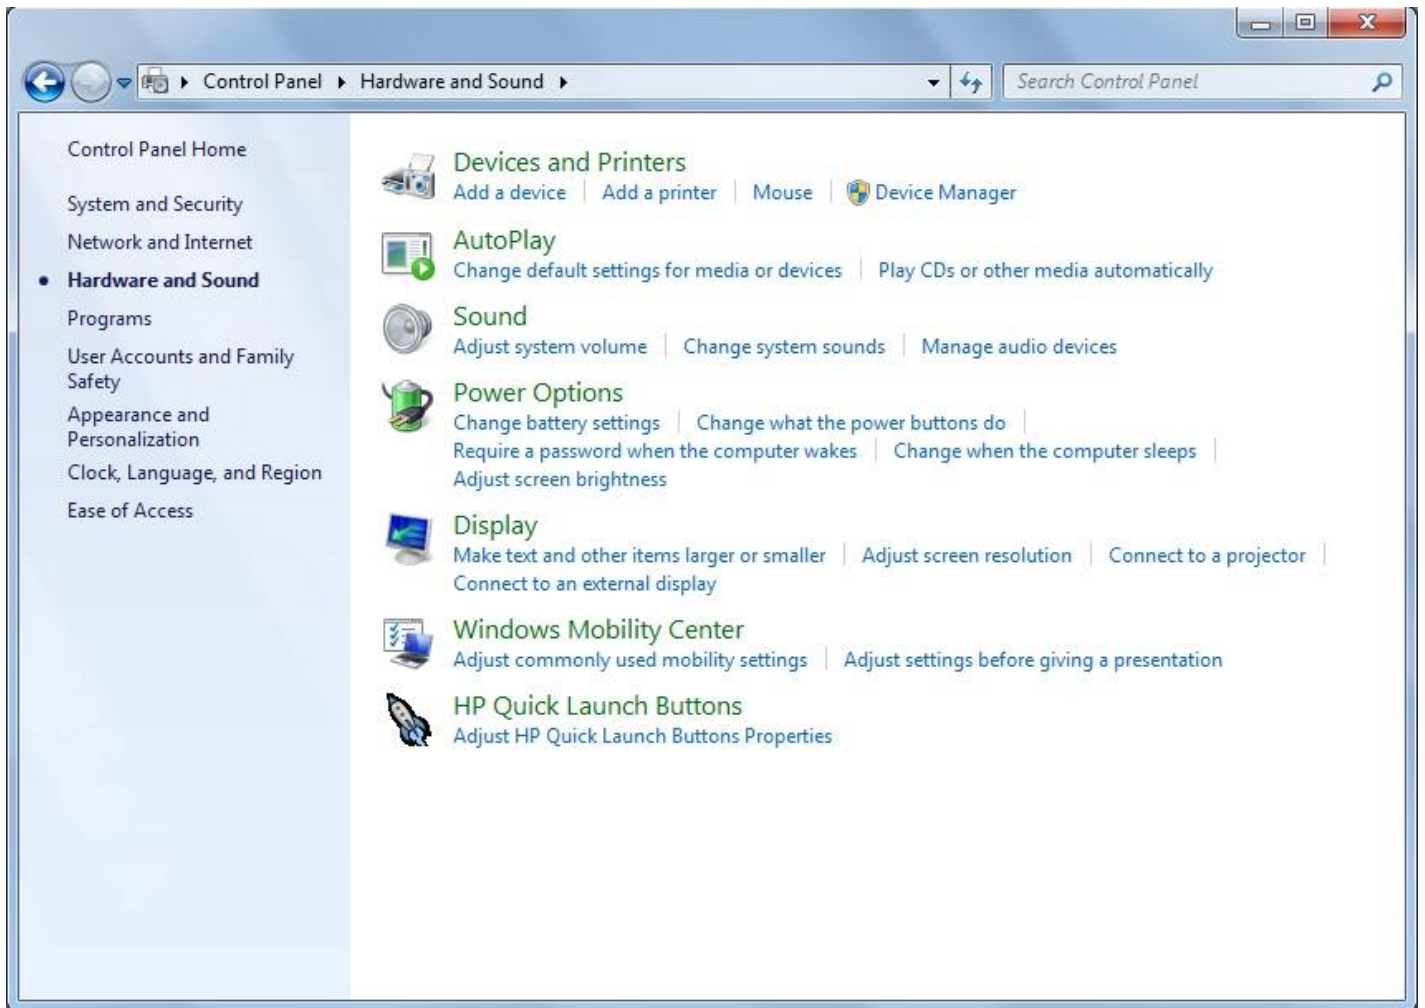 Control Panel Hardware and Sound Search Control Panel
Control Panel Home
System and Security
Network and Internet
Hardware and Sound
Programs
User Accounts and Family
Safety
Appearance and
Personalization
Clock, Language, and Region
Ease of Access
Devices and Printers
Add a device Add a printer Mouse Device Manager
AutoPlay
Change default settings for media or devices Play CDs or other media automatically
Sound
Adjust system volume Change system sounds Manage audio devices
Power Options
Change battery settings Change what the power buttons do
Require a password when the computer wakes Change when the computer sleeps
Adjust screen brightness
Display
Make text and other items larger or smaller Adjust screen resolution Connect to a projector
Connect to an external display
Windows Mobility Center
Adjust commonly used mobility settings Adjust settings before giving a presentation
HP Quick Launch Buttons
Adjust HP Quick Launch Buttons Properties